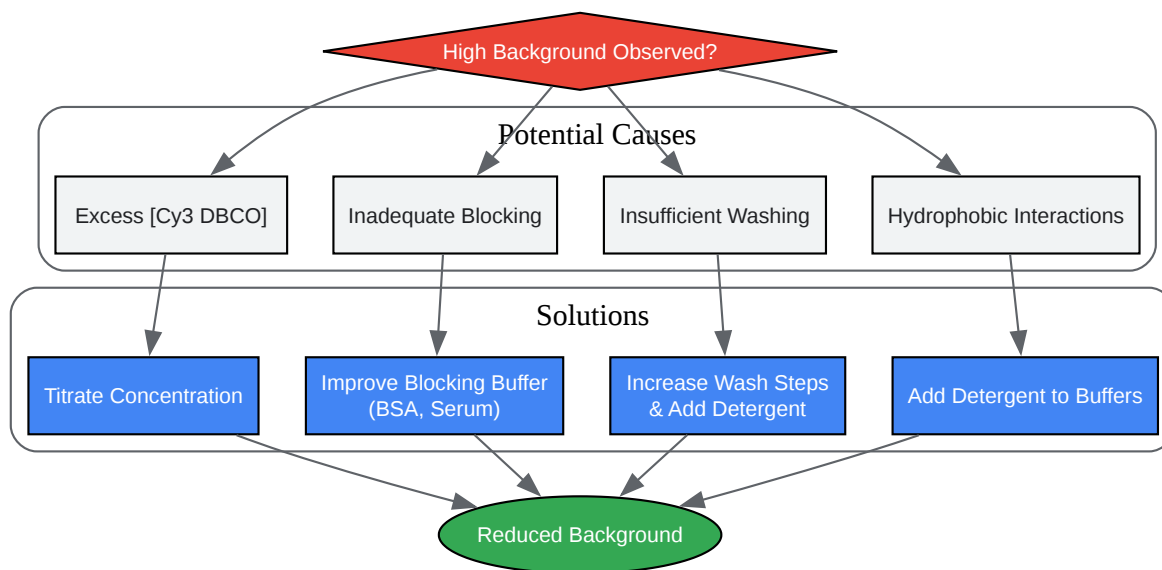 High Background Observed?
Potential Causes
Excess [Cy3 DBCO]
Inadequate Blocking
Insufficient Washing
Hydrophobic Interactions
Solutions
Titrate Concentration
Improve Blocking Buffer
(BSA, Serum)
Increase Wash Steps
& Add Detergent
Add Detergent to Buffers
Reduced Background